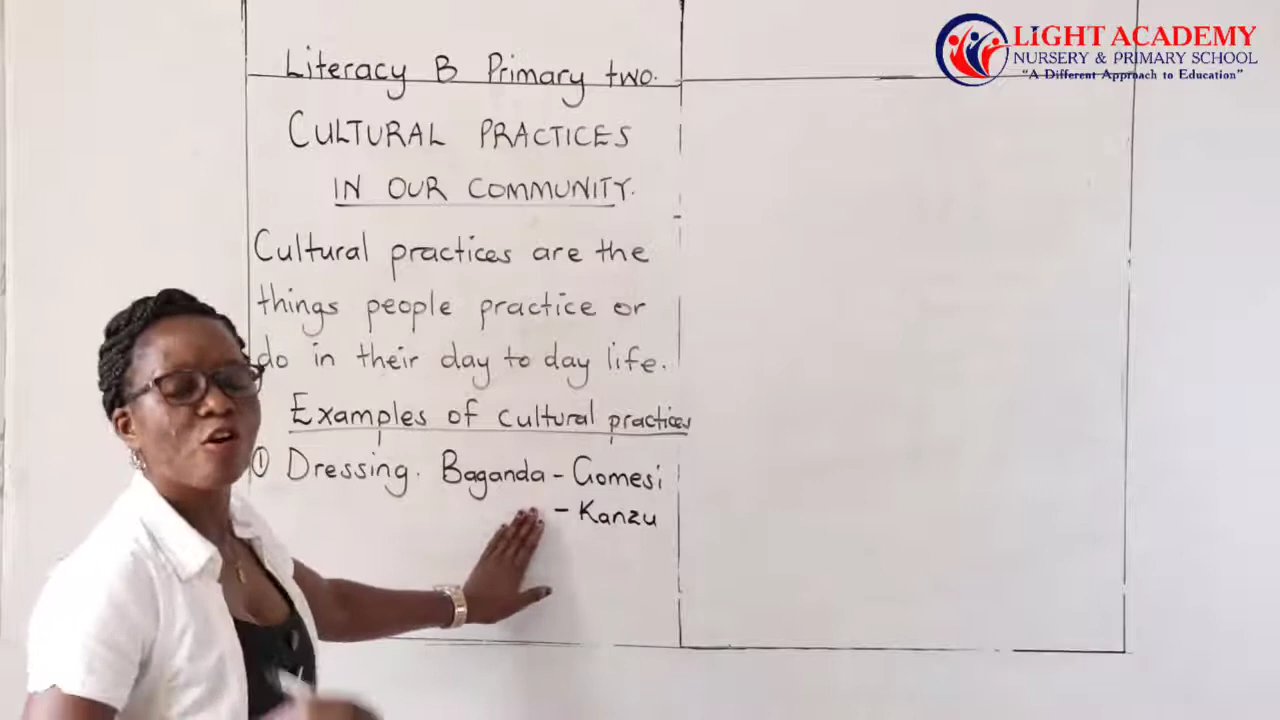 Literacy B Primary two.
CULTURAL PRACTICES
IN OUR COMMUNITY.
Cultural practices are the
things people practice or
do in their day to day life.
Examples of cultural practices
① Dressing. Baganda - Gomesi
- Kanzu
LIGHT ACADEMY
NURSERY & PRIMARY SCHOOL
"A Different Approach to Education"